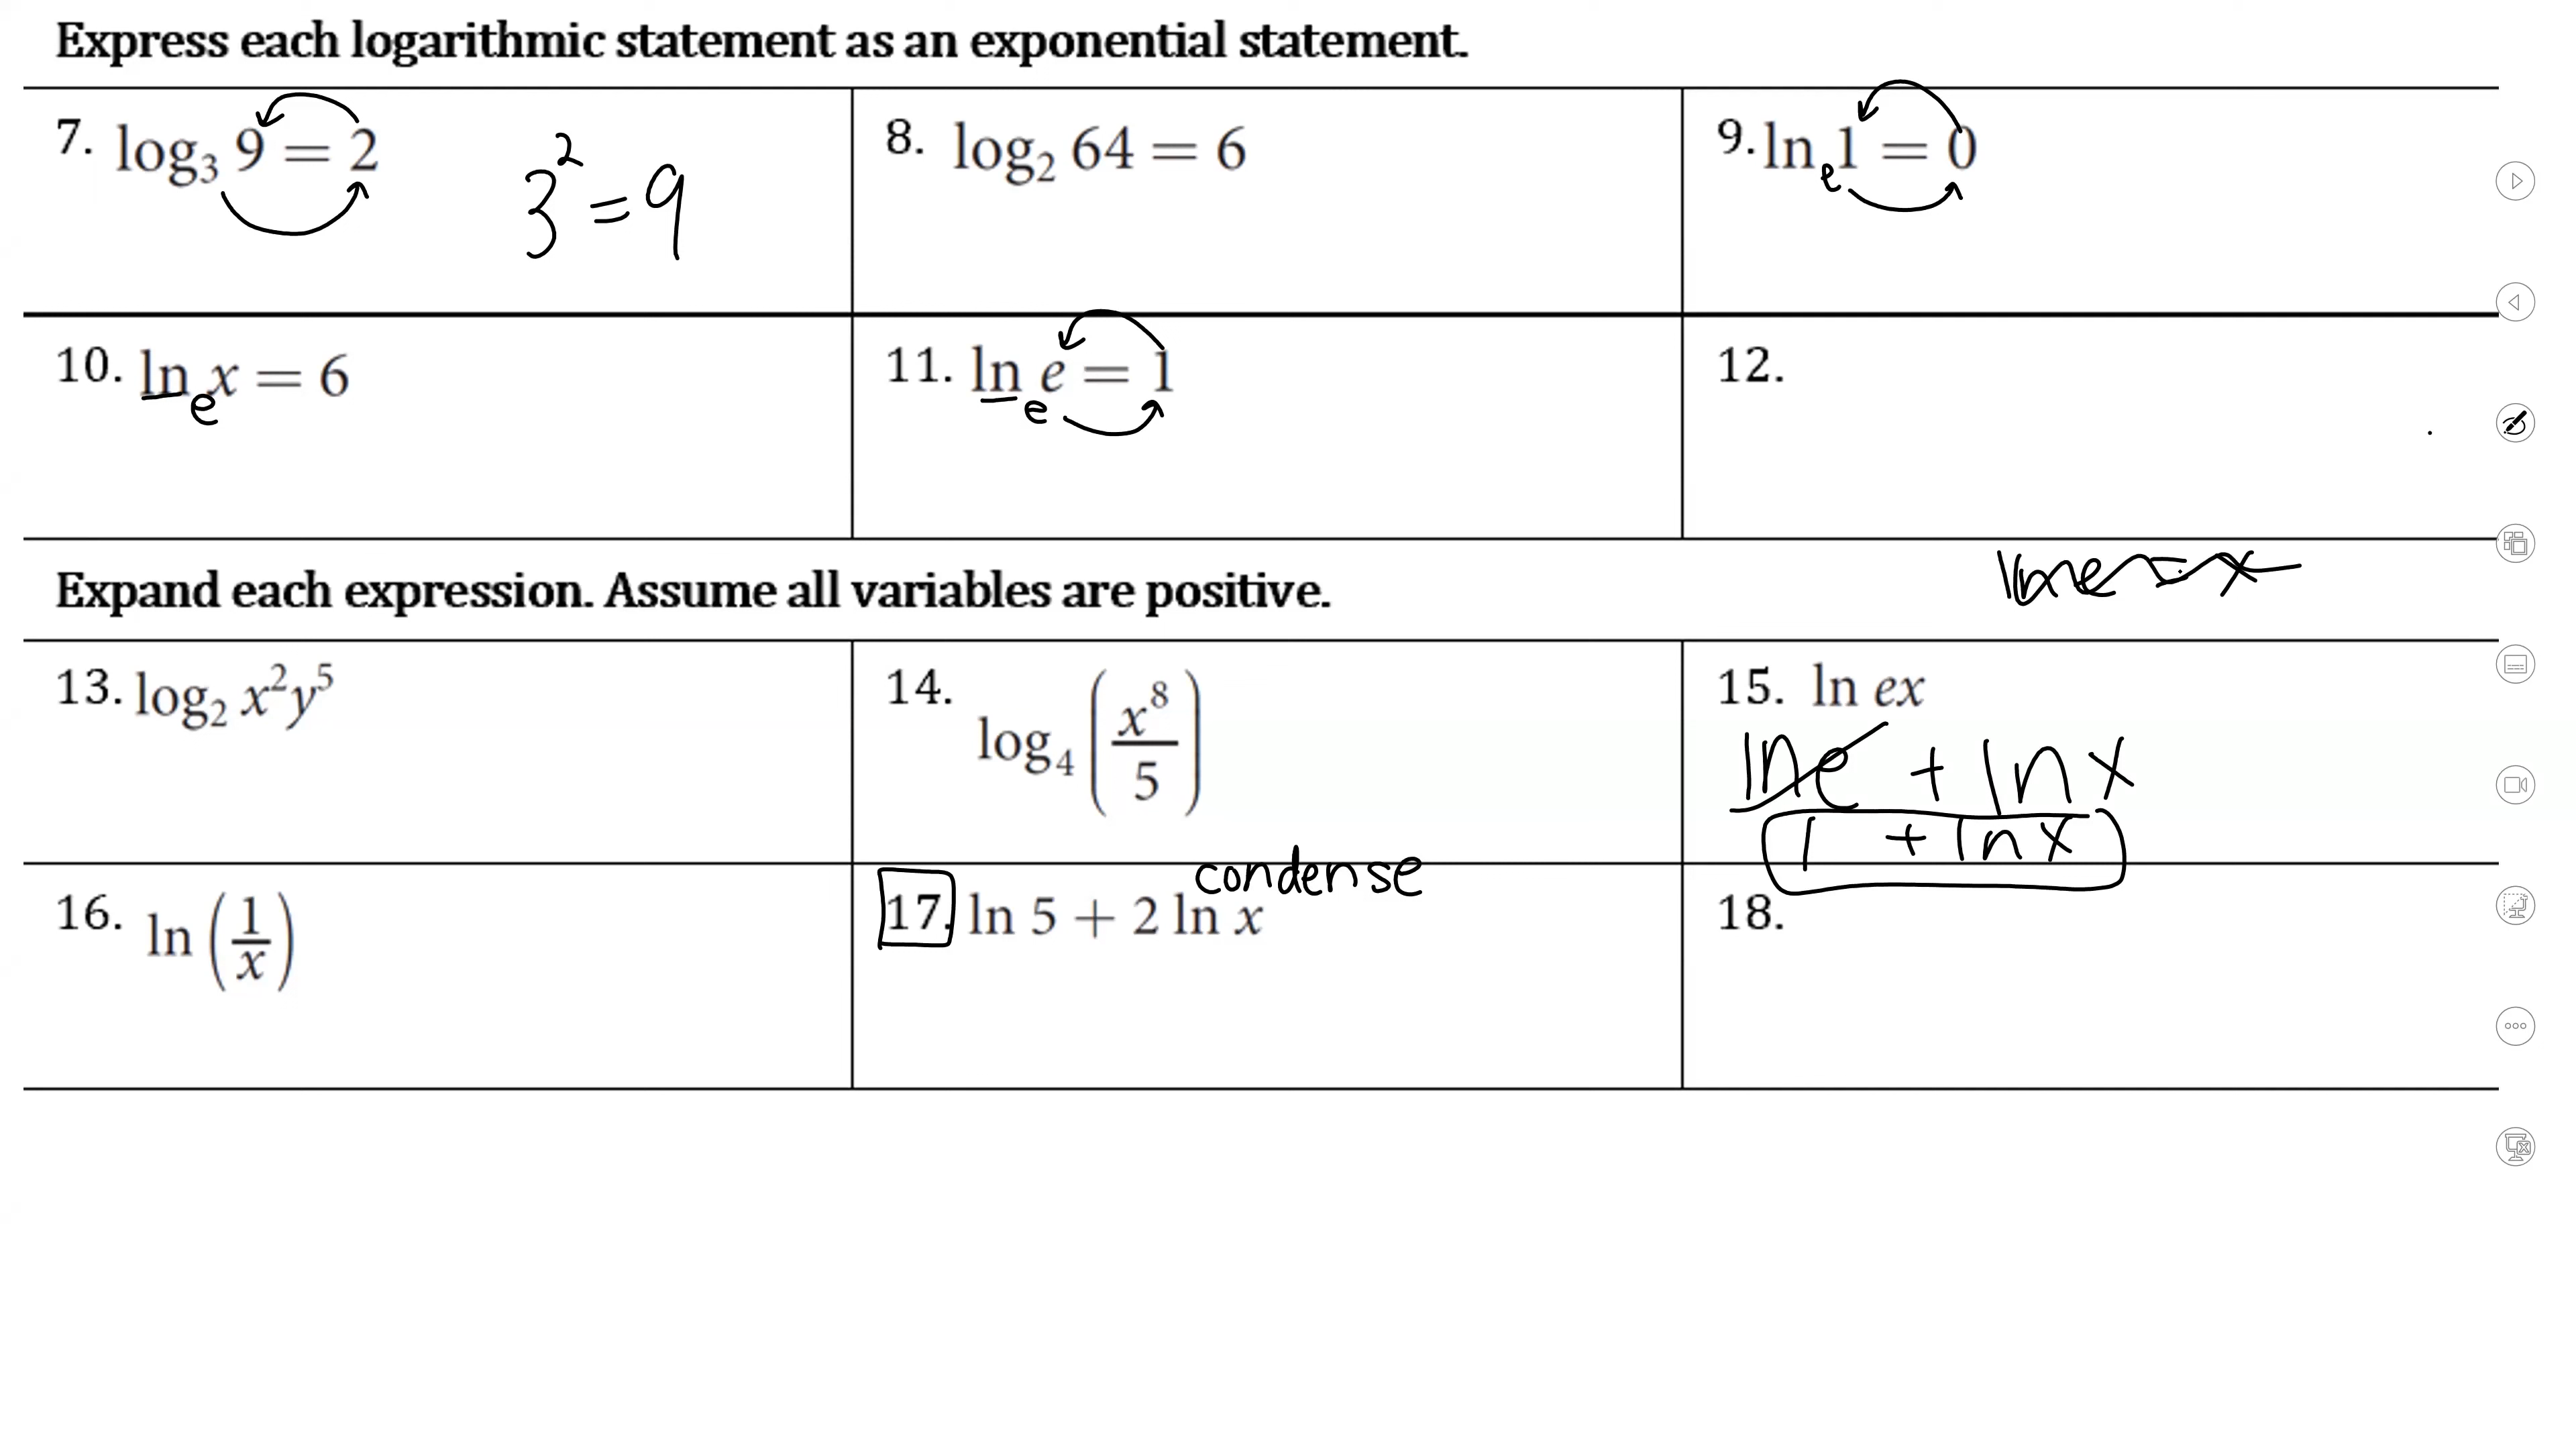 Express each logarithmic statement as an exponential statement.
7. log₃ 9 = 2
3² = 9
8. log₂ 64 = 6
9. ln 1 = 0
e
10. ln x = 6
e
11. ln e = 1
e
12.
Expand each expression. Assume all variables are positive.
13. log₂ x²y⁵
14. log₄ (x⁸/5)
15. ln ex
lne + lnx
1 + lnx
16. ln (1/x)
condense
17. ln 5 + 2 ln x
18.